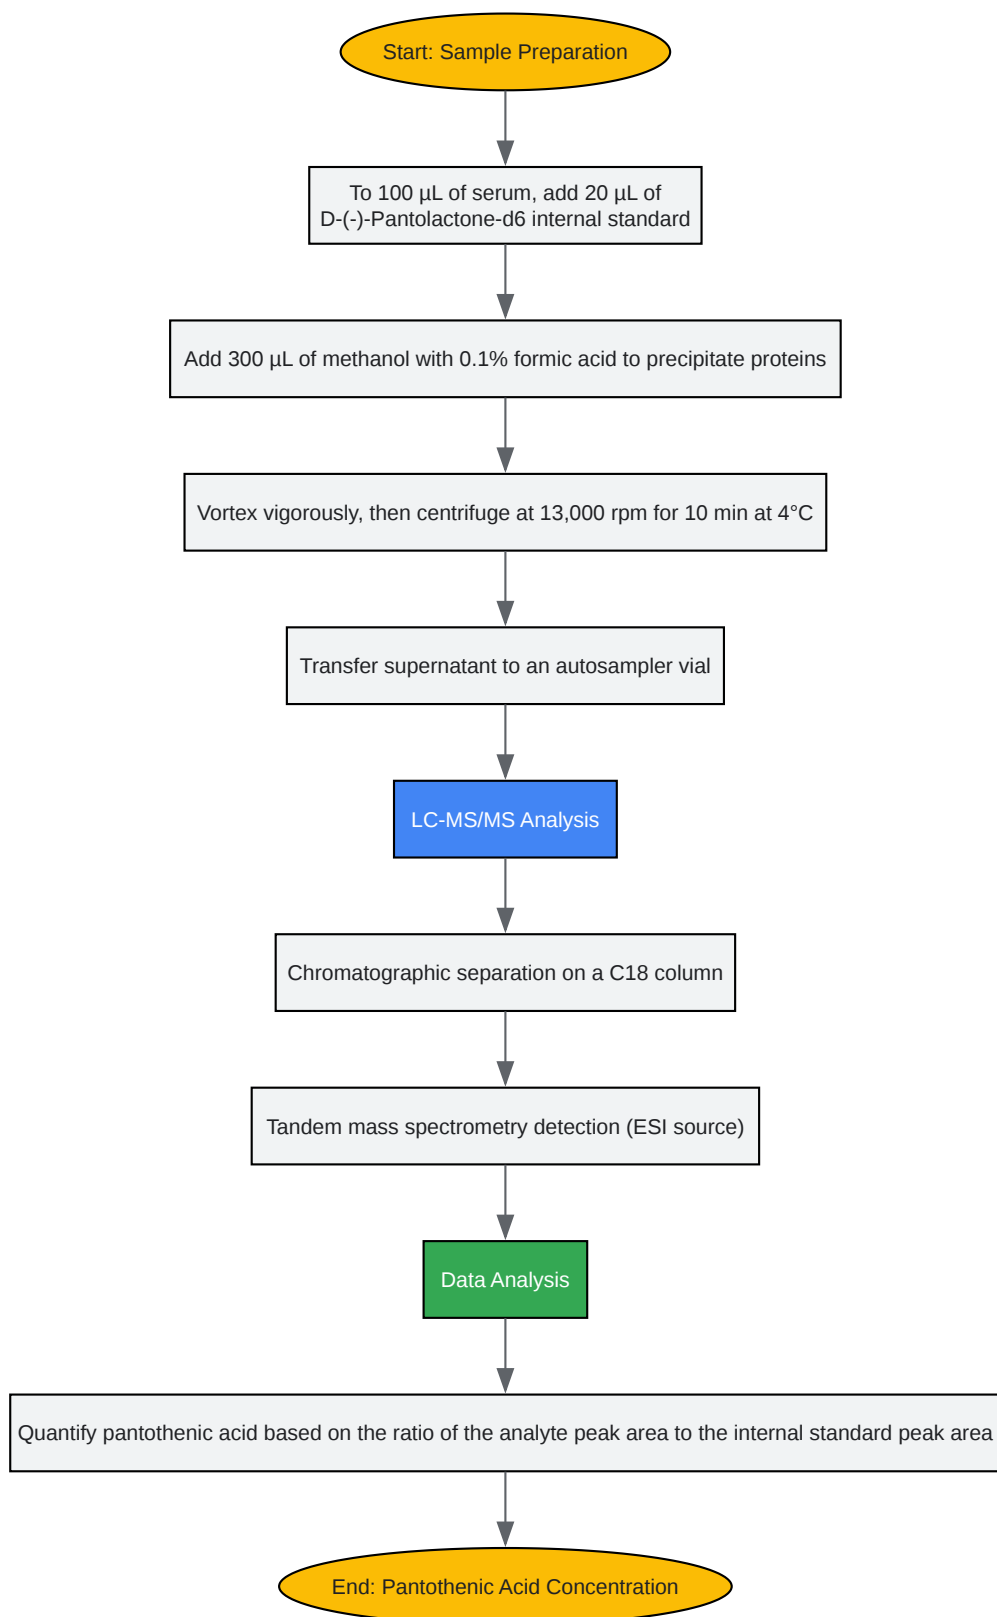 Start: Sample Preparation
To 100 µL of serum, add 20 µL of
D-(-)-Pantolactone-d6 internal standard
Add 300 µL of methanol with 0.1% formic acid to precipitate proteins
Vortex vigorously, then centrifuge at 13,000 rpm for 10 min at 4°C
Transfer supernatant to an autosampler vial
LC-MS/MS Analysis
Chromatographic separation on a C18 column
Tandem mass spectrometry detection (ESI source)
Data Analysis
Quantify pantothenic acid based on the ratio of the analyte peak area to the internal standard peak area
End: Pantothenic Acid Concentration